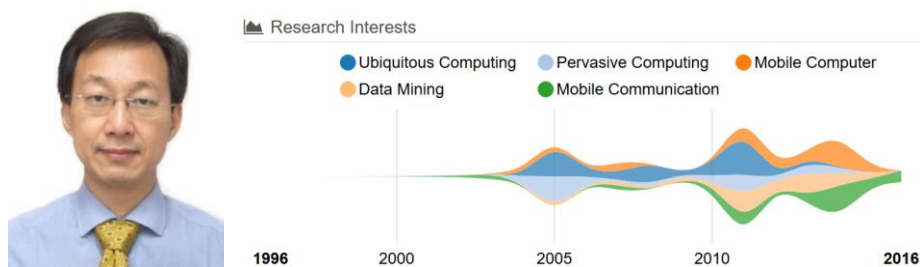 Research Interests
Ubiquitous Computing Pervasive Computing Mobile Computer
Data Mining Mobile Communication
1996 2000 2005 2010 2016